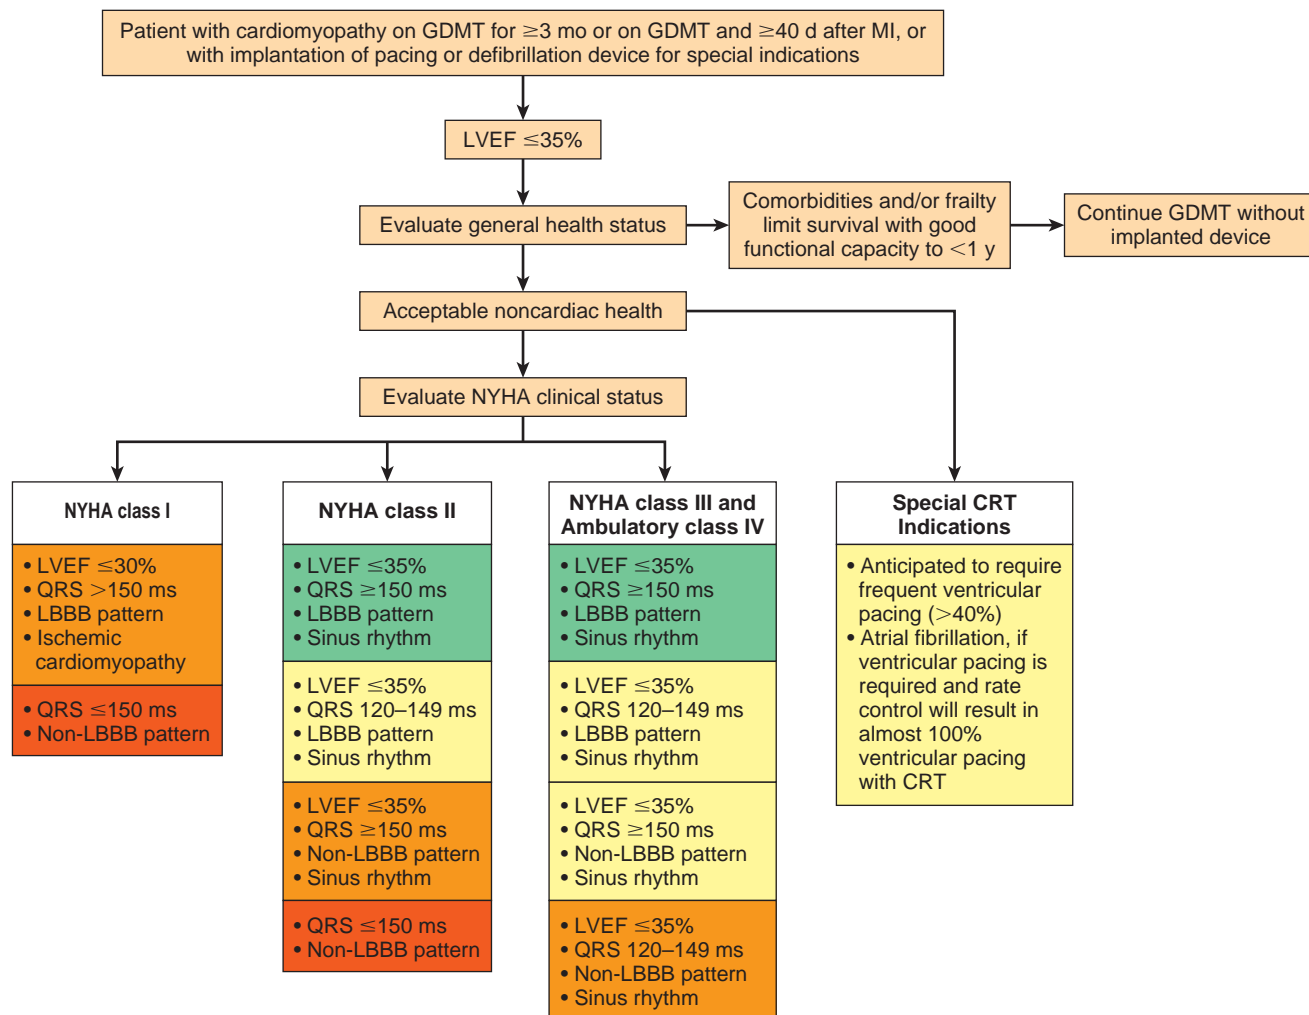 Patient with cardiomyopathy on GDMT for ≥3 mo or on GDMT and ≥40 d after MI, or
with implantation of pacing or defibrillation device for special indications
LVEF ≤35%
Evaluate general health status
Comorbidities and/or frailty
limit survival with good
functional capacity to <1 y
Continue GDMT without
implanted device
Acceptable noncardiac health
Evaluate NYHA clinical status
NYHA class I
• LVEF ≤30%
• QRS >150 ms
• LBBB pattern
• Ischemic
cardiomyopathy
• QRS ≤150 ms
• Non-LBBB pattern
NYHA class II
• LVEF ≤35%
• QRS ≥150 ms
• LBBB pattern
• Sinus rhythm
• LVEF ≤35%
• QRS 120–149 ms
• LBBB pattern
• Sinus rhythm
• LVEF ≤35%
• QRS ≥150 ms
• Non-LBBB pattern
• Sinus rhythm
• QRS ≤150 ms
• Non-LBBB pattern
NYHA class III and
Ambulatory class IV
• LVEF ≤35%
• QRS ≥150 ms
• LBBB pattern
• Sinus rhythm
• LVEF ≤35%
• QRS 120–149 ms
• LBBB pattern
• Sinus rhythm
• LVEF ≤35%
• QRS ≥150 ms
• Non-LBBB pattern
• Sinus rhythm
• LVEF ≤35%
• QRS 120–149 ms
• Non-LBBB pattern
• Sinus rhythm
Special CRT
Indications
• Anticipated to require
frequent ventricular
pacing (>40%)
• Atrial fibrillation, if
ventricular pacing is
required and rate
control will result in
almost 100%
ventricular pacing
with CRT